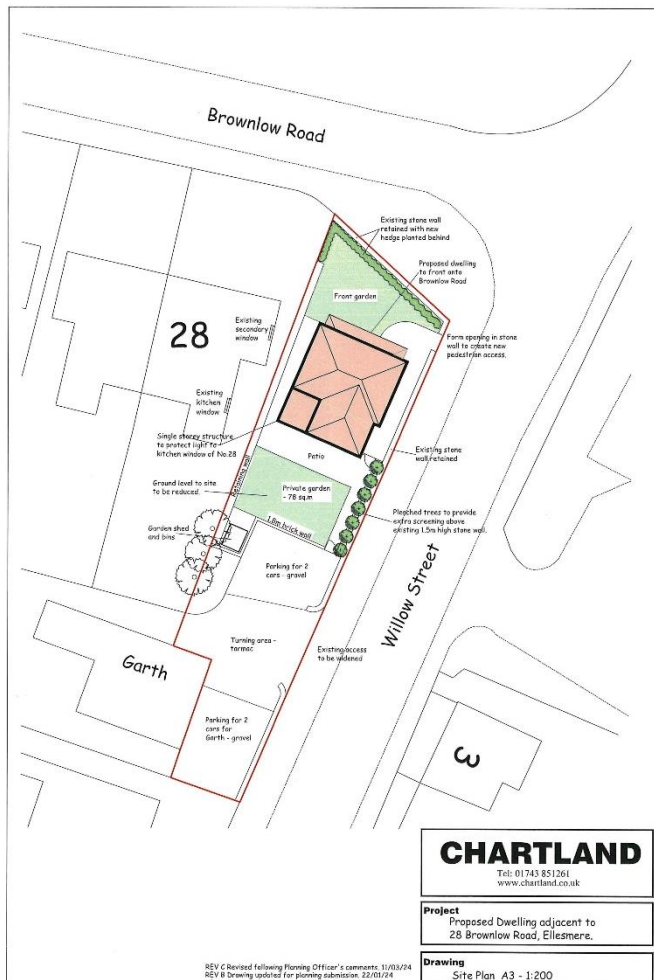 Brownlow Road
Existing stone wall
retained with new
hedge planted behind
Proposed dwelling
to front onto
Brownlow Road
Front garden
28
Existing
secondary
window
Form opening in stone
wall to create new
pedestrian access.
Existing
kitchen
window
Single storey structure
to protect light to
kitchen window of No.28
Existing stone
wall retained
Patio
Retaining wall
Ground level to site
to be reduced.
Private garden
- 78 sq.m
Pleached trees to provide
extra screening above
existing 1.5m high stone wall.
Garden shed
and bins
1.8m brick wall
Parking for 2
cars - gravel
Willow Street
Turning area -
tarmac
Existing access
to be widened
Garth
Parking for 2
cars for
Garth - gravel
3
CHARTLAND
Tel: 01743 851261
www.chartland.co.uk
Project
Proposed Dwelling adjacent to
28 Brownlow Road, Ellesmere.
Drawing
Site Plan A3 - 1:200
REV C Revised following Planning Officer's comments. 11/03/24
REV B Drawing updated for planning submission. 22/01/24